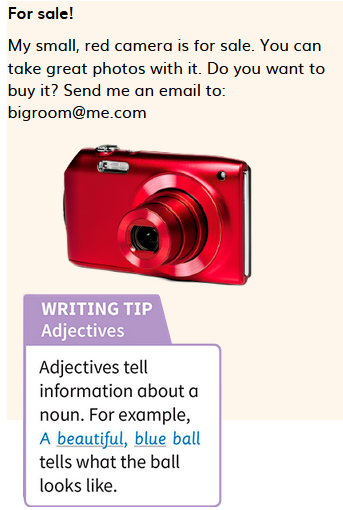 For sale!
My small, red camera is for sale. You can
take great photos with it. Do you want to
buy it? Send me an email to:
bigroom@me.com
WRITING TIP
Adjectives
Adjectives tell
information about a
noun. For example,
A beautiful, blue ball
tells what the ball
looks like.